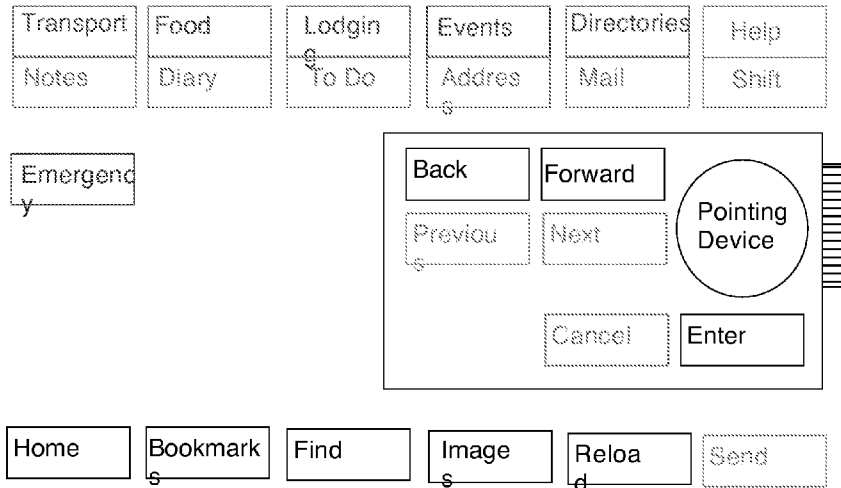 Transport Food Lodgin Events Directories Help
g
Notes Diary To Do Addres Mail Shift
s
Emergenc
y
Back Forward
Pointing
Device
Previou Next
s
Cancel Enter
Home Bookmark Find Image Reloa Send
s s d